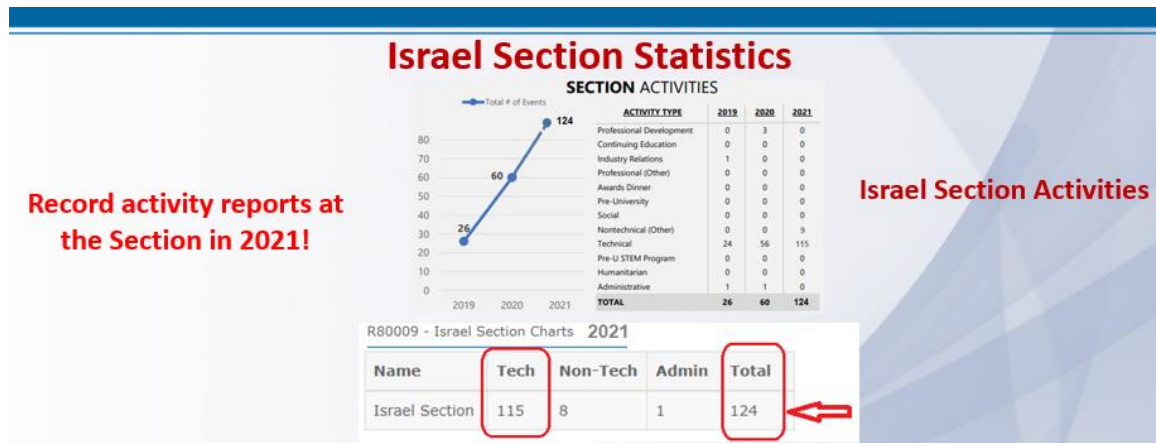 Israel Section Statistics
SECTION ACTIVITIES
Total # of Events
124
80
70
60
50
40
30
20
10
0
60
26
2019 2020 2021
ACTIVITY TYPE 2019 2020 2021
Professional Development 0 3 0
Continuing Education 0 0 0
Industry Relations 1 0 0
Professional (Other) 0 0 0
Awards Dinner 0 0 0
Pre-University 0 0 0
Social 0 0 0
Nontechnical (Other) 0 0 9
Technical 24 56 115
Pre-U STEM Program 0 0 0
Humanitarian 0 0 0
Administrative 1 1 0
TOTAL 26 60 124
Record activity reports at
the Section in 2021!
Israel Section Activities
R80009 - Israel Section Charts 2021
Name Tech Non-Tech Admin Total
Israel Section 115 8 1 124